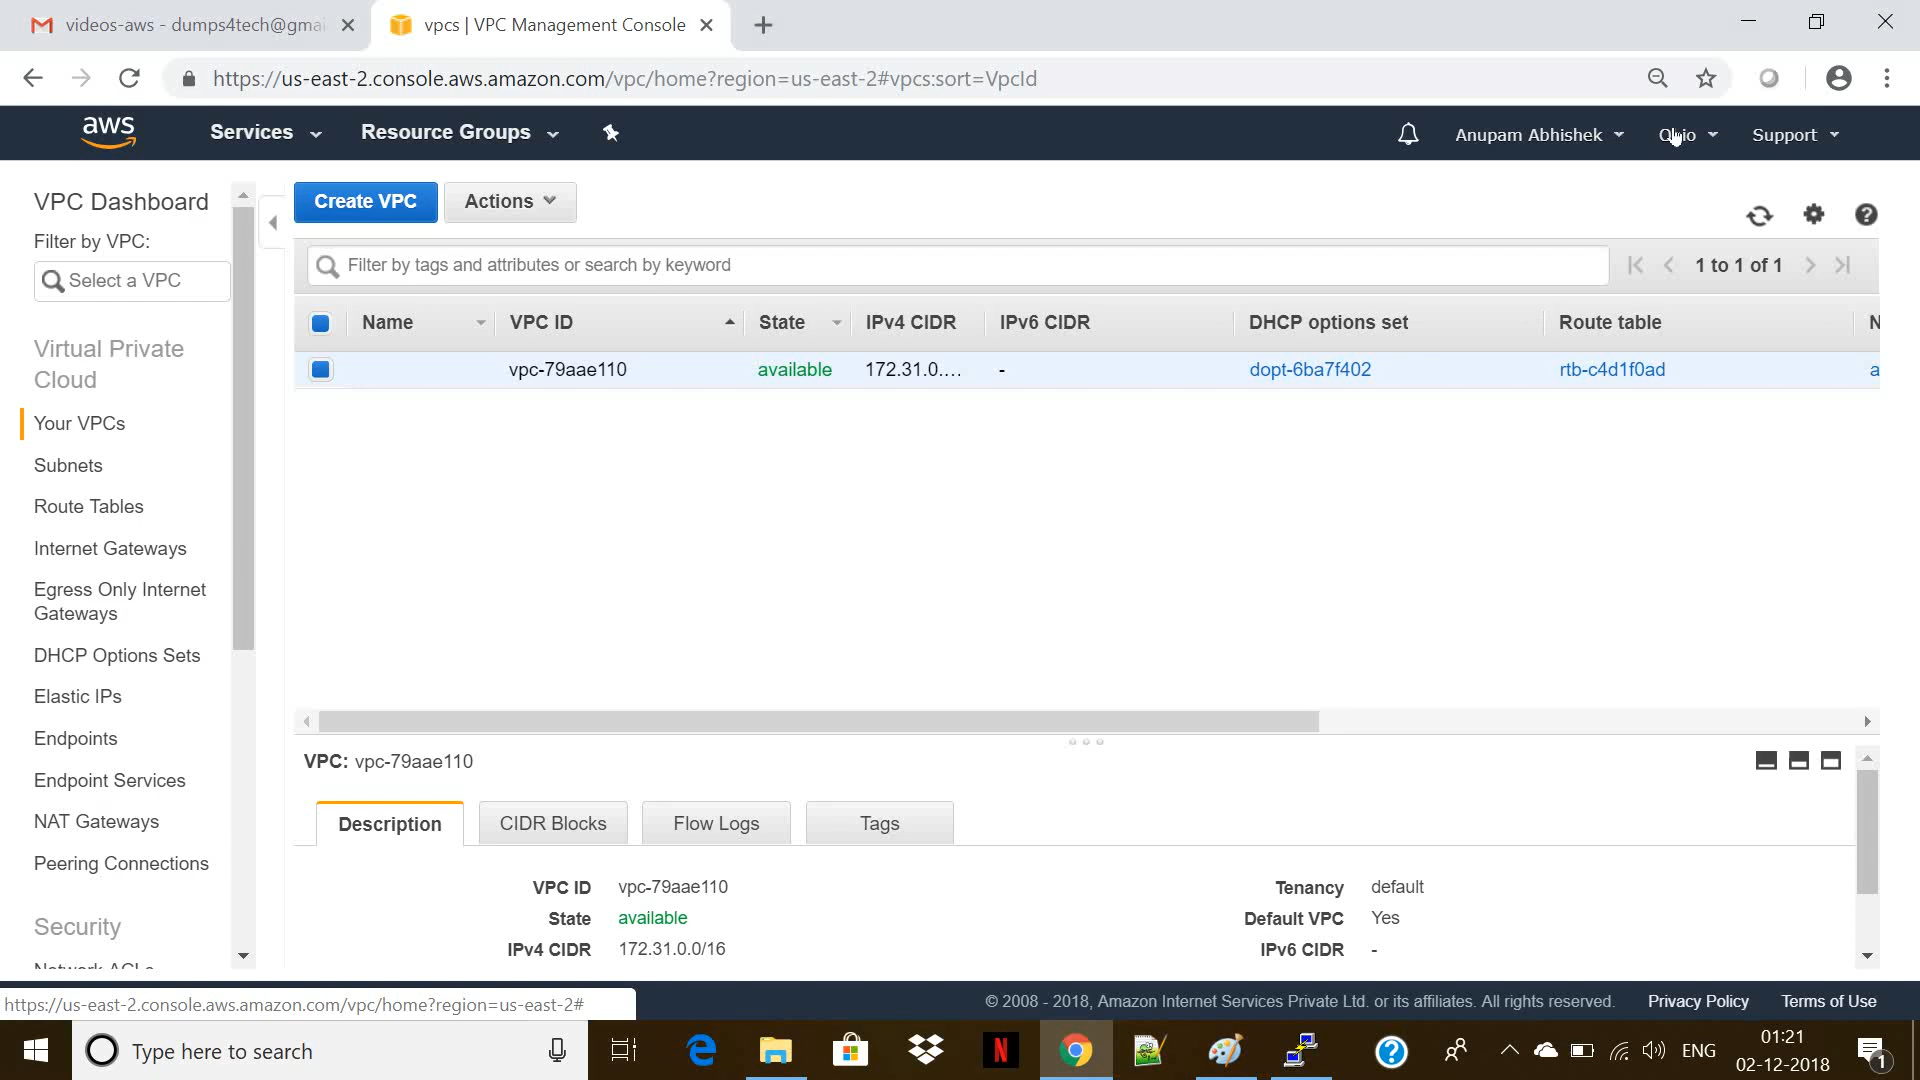 videos-aws - dumps4tech@gmai
vpcs | VPC Management Console
https://us-east-2.console.aws.amazon.com/vpc/home?region=us-east-2#vpcs:sort=VpcId
aws
Services
Resource Groups
Anupam Abhishek
Ohio
Support
VPC Dashboard
Filter by VPC:
Select a VPC
Virtual Private
Cloud
Your VPCs
Subnets
Route Tables
Internet Gateways
Egress Only Internet
Gateways
DHCP Options Sets
Elastic IPs
Endpoints
Endpoint Services
NAT Gateways
Peering Connections
Security
Network ACLs
Create VPC
Actions
Filter by tags and attributes or search by keyword
1 to 1 of 1
Name VPC ID State IPv4 CIDR IPv6 CIDR DHCP options set Route table N
vpc-79aae110 available 172.31.0.… - dopt-6ba7f402 rtb-c4d1f0ad a
VPC: vpc-79aae110
Description
CIDR Blocks
Flow Logs
Tags
VPC ID vpc-79aae110
Tenancy default
State available
Default VPC Yes
IPv4 CIDR 172.31.0.0/16
IPv6 CIDR -
https://us-east-2.console.aws.amazon.com/vpc/home?region=us-east-2#
© 2008 - 2018, Amazon Internet Services Private Ltd. or its affiliates. All rights reserved.
Privacy Policy
Terms of Use
Type here to search
N
ENG
01:21
02-12-2018
1